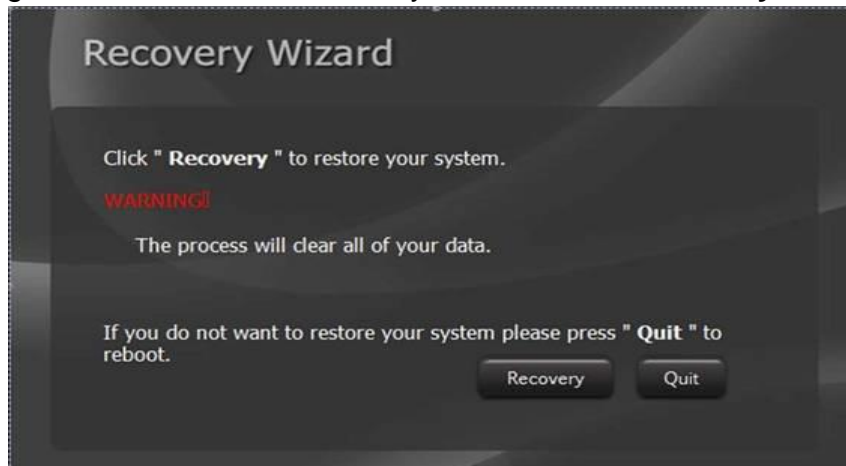 Recovery Wizard
Click " Recovery " to restore your system.
WARNING▯
The process will clear all of your data.
If you do not want to restore your system please press " Quit " to
reboot.
Recovery Quit